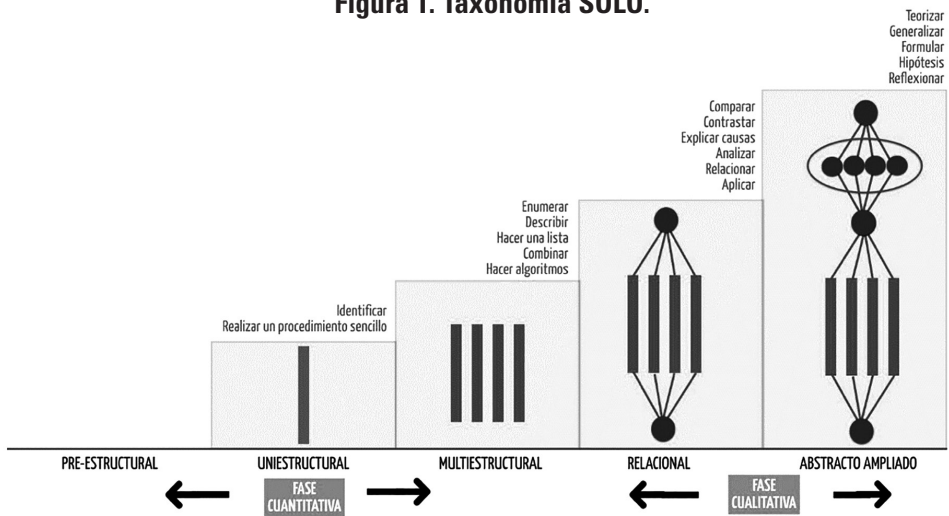 Figura 1. Taxonomía SOLO.
Teorizar
Generalizar
Formular
Hipótesis
Reflexionar
Comparar
Contrastar
Explicar causas
Analizar
Relacionar
Aplicar
Enumerar
Describir
Hacer una lista
Combinar
Hacer algoritmos
Identificar
Realizar un procedimiento sencillo
PRE-ESTRUCTURAL
UNIESTRUCTURAL
MULTIESTRUCTURAL
RELACIONAL
ABSTRACTO AMPLIADO
FASE
CUANTITATIVA
FASE
CUALITATIVA